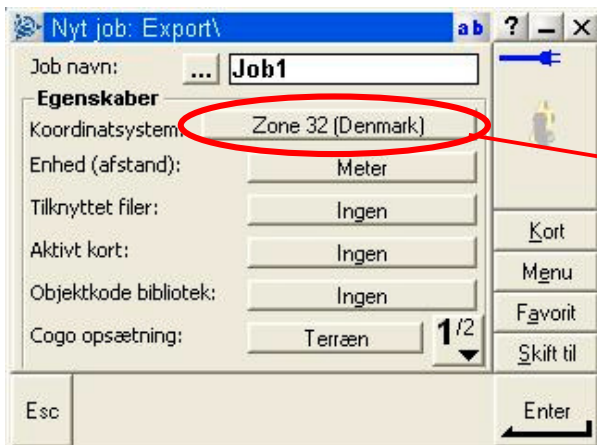 Nyt job: Export\ ab ? – X
Job navn: ... Job1
Egenskaber
Koordinatsystem: Zone 32 (Denmark)
Enhed (afstand): Meter
Tilknyttet filer: Ingen
Aktivt kort: Ingen
Objektkode bibliotek: Ingen
Cogo opsætning: Terræn 1/2
Kort
Menu
Favorit
Skift til
Esc Enter